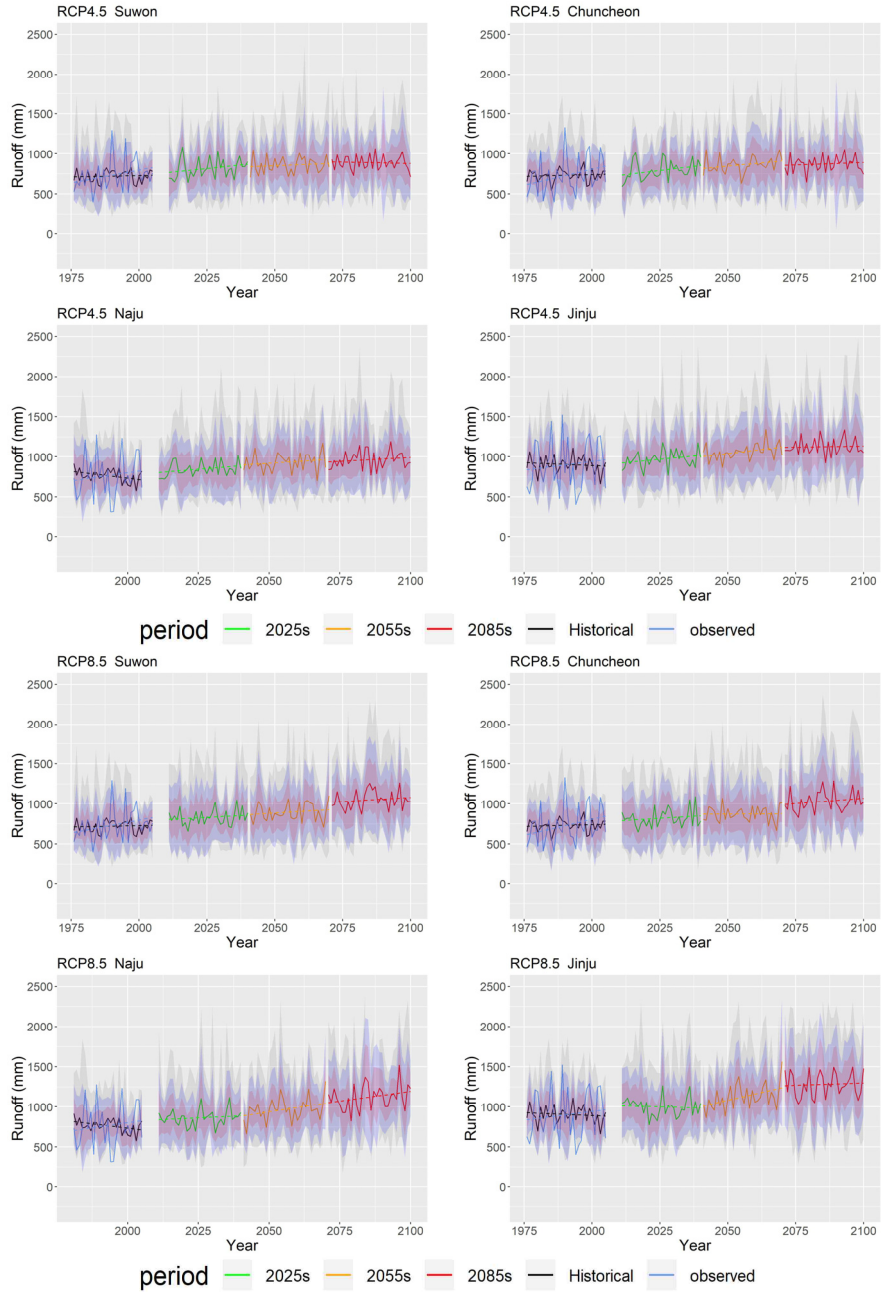 RCP4.5 Suwon
2500
2000
1500
1000
500
0
Runoff (mm)
1975 2000 2025 2050 2075 2100
Year
RCP4.5 Chuncheon
2500
2000
1500
1000
500
0
Runoff (mm)
1975 2000 2025 2050 2075 2100
Year
RCP4.5 Naju
2500
2000
1500
1000
500
0
Runoff (mm)
2000 2025 2050 2075 2100
Year
RCP4.5 Jinju
2500
2000
1500
1000
500
0
Runoff (mm)
1975 2000 2025 2050 2075 2100
Year
period 2025s 2055s 2085s Historical observed
RCP8.5 Suwon
2500
2000
1500
1000
500
0
Runoff (mm)
1975 2000 2025 2050 2075 2100
Year
RCP8.5 Chuncheon
2500
2000
1500
1000
500
0
Runoff (mm)
1975 2000 2025 2050 2075 2100
Year
RCP8.5 Naju
2500
2000
1500
1000
500
0
Runoff (mm)
2000 2025 2050 2075 2100
Year
RCP8.5 Jinju
2500
2000
1500
1000
500
0
Runoff (mm)
1975 2000 2025 2050 2075 2100
Year
period 2025s 2055s 2085s Historical observed